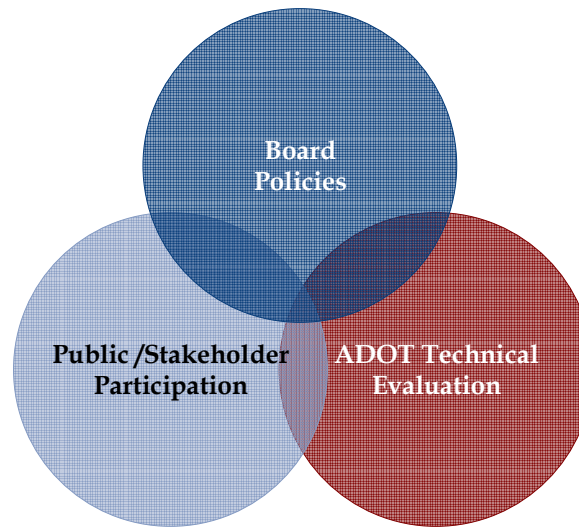 Board
Policies
Public /Stakeholder
Participation
ADOT Technical
Evaluation